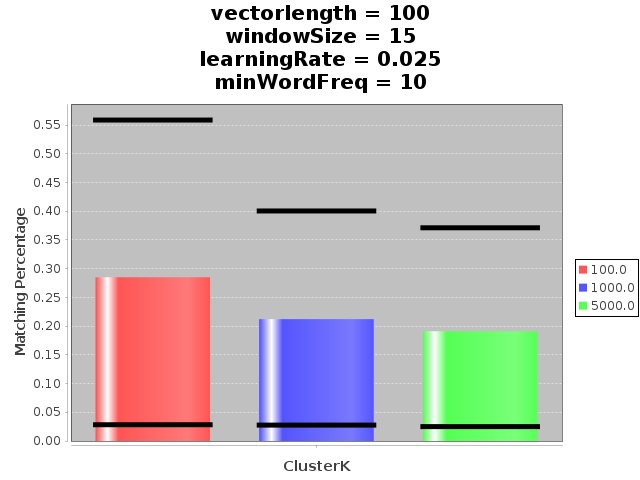 vectorlength = 100
windowSize = 15
learningRate = 0.025
minWordFreq = 10
0.55
0.50
0.45
0.40
0.35
0.30
0.25
0.20
0.15
0.10
0.05
0.00
Matching Percentage
ClusterK
100.0
1000.0
5000.0